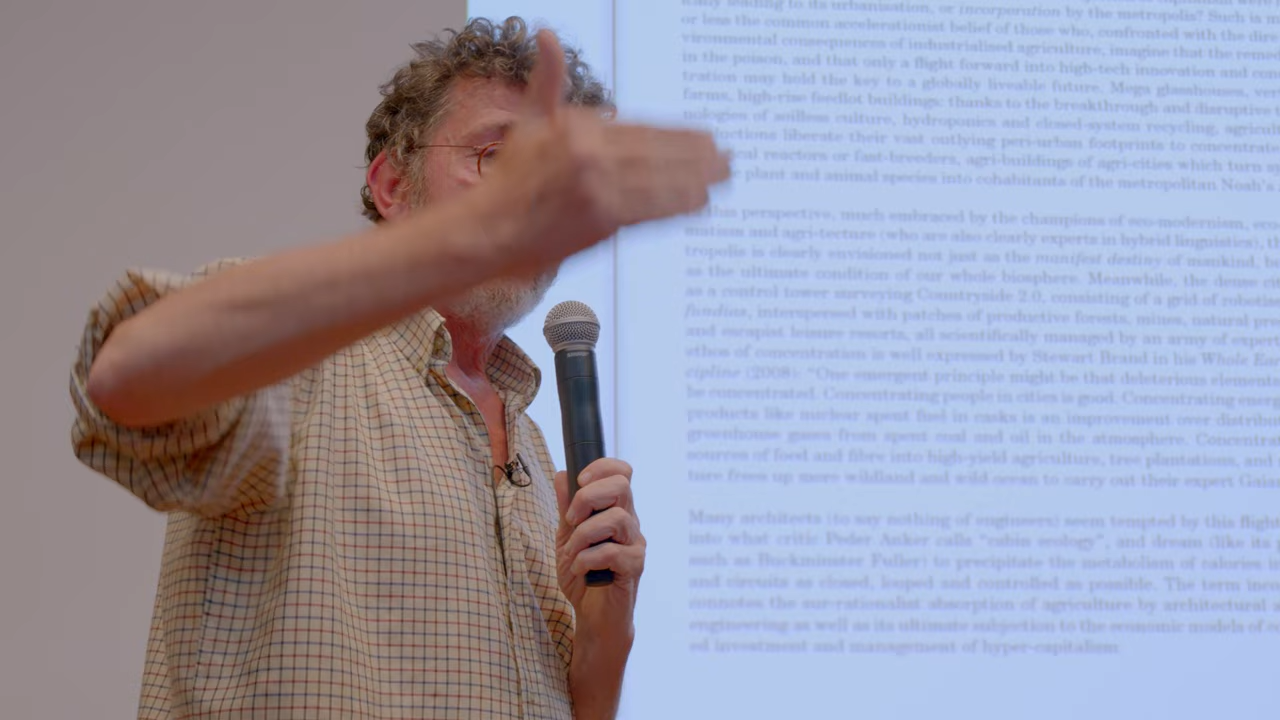 ically leading to its urbanisation, or incorporation by the metropolis? Such is m
or less the common accelerationist belief of those who, confronted with the dire
vironmental consequences of industrialised agriculture, imagine that the remed
in the poison, and that only a flight forward into high-tech innovation and con
tration may hold the key to a globally liveable future. Mega glasshouses, ver
farms, high-rise feedlot buildings: thanks to the breakthrough and disruptive t
nologies of soilless culture, hydroponics and closed-system recycling, agricul
ductions liberate their vast outlying peri-urban footprints to concentrate
cal reactors or fast-breeders, agri-buildings of agri-cities which turn a
plant and animal species into cohabitants of the metropolitan Noah's
this perspective, much embraced by the champions of eco-modernism, eco
matism and agri-tecture (who are also clearly experts in hybrid linguistics), th
tropolis is clearly envisioned not just as the manifest destiny of mankind, bu
as the ultimate condition of our whole biosphere. Meanwhile, the dense ci
as a control tower surveying Countryside 2.0, consisting of a grid of robotise
fundias, interspersed with patches of productive forests, mines, natural pre
and escapist leisure resorts, all scientifically managed by an army of expert
ethos of concentration is well expressed by Stewart Brand in his Whole Ear
cipline (2008): "One emergent principle might be that deleterious elements
be concentrated. Concentrating people in cities is good. Concentrating energ
products like nuclear spent fuel in casks is an improvement over distribut
greenhouse gases from spent coal and oil in the atmosphere. Concentrat
sources of food and fibre into high-yield agriculture, tree plantations, and
ture frees up more wildland and wild ocean to carry out their expert Gaian
Many architects (to say nothing of engineers) seem tempted by this flight
into what critic Peder Anker calls "cabin ecology", and dream (like its p
such as Buckminster Fuller) to precipitate the metabolism of calories in
and circuits as closed, looped and controlled as possible. The term inco
connotes the sur-rationalist absorption of agriculture by architectural a
engineering as well as its ultimate subjection to the economic models of
ed investment and management of hyper-capitalism